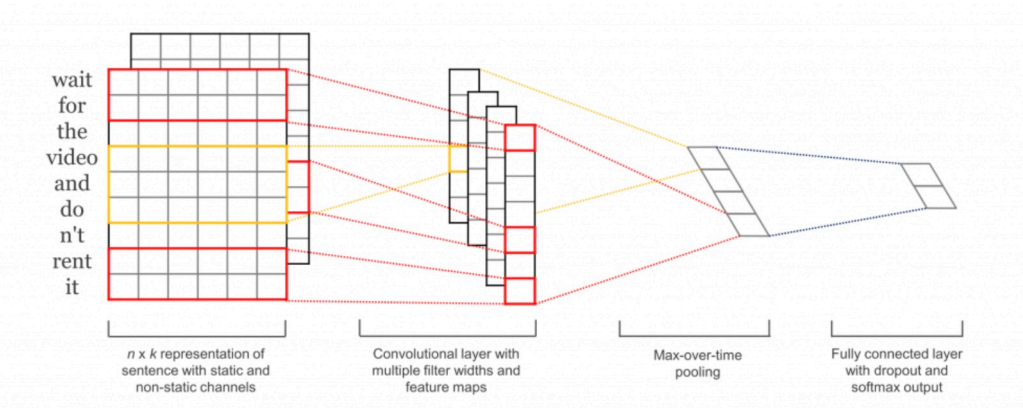 wait
for
the
video
and
do
n't
rent
it
n x k representation of
sentence with static and
non-static channels
Convolutional layer with
multiple filter widths and
feature maps
Max-over-time
pooling
Fully connected layer
with dropout and
softmax output